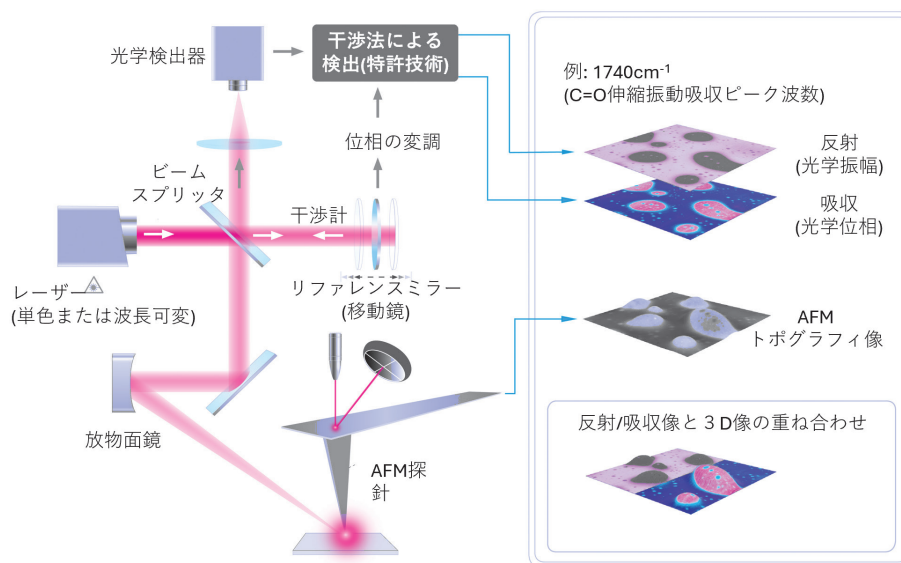 光学検出器
干渉法による
検出(特許技術)
位相の変調
ビーム
スプリッタ
干渉計
レーザー
(単色または波長可変)
リファレンスミラー
(移動鏡)
放物面鏡
AFM探
針
例: 1740cm⁻¹
(C=O伸縮振動吸収ピーク波数)
反射
(光学振幅)
吸収
(光学位相)
AFM
トポグラフィ像
反射/吸収像と３D像の重ね合わせ